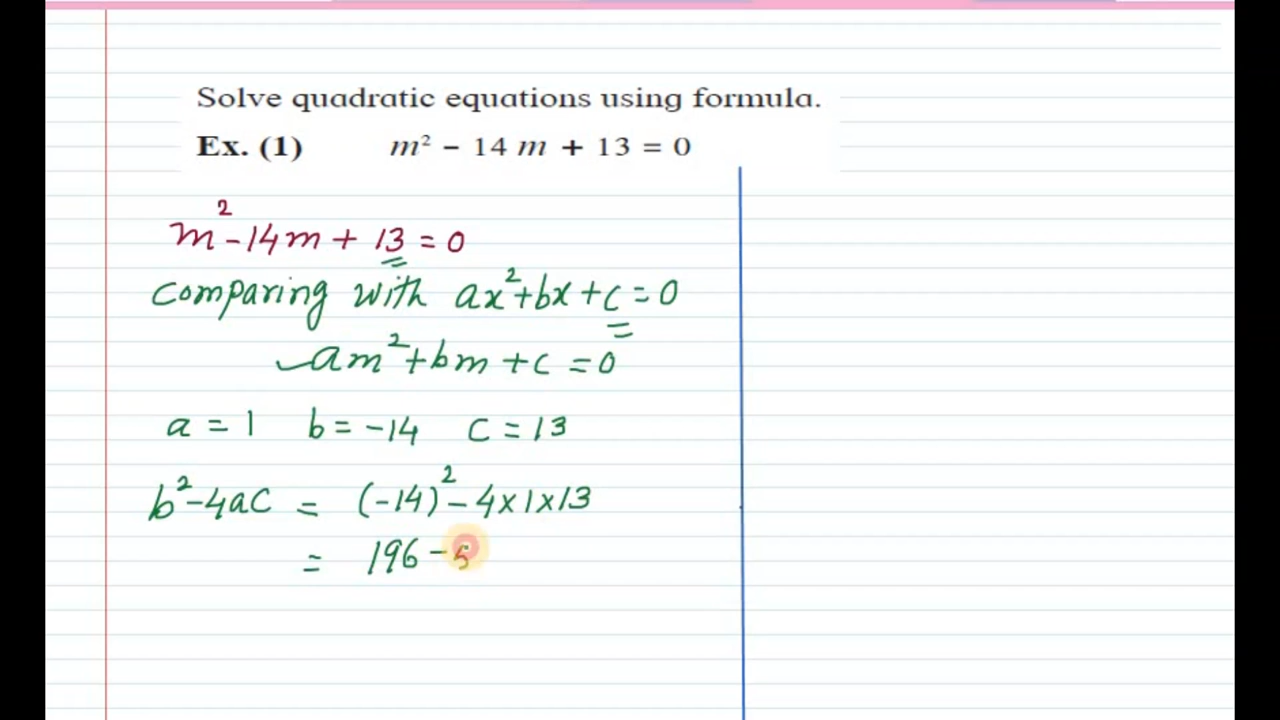 Solve quadratic equations using formula.
Ex. (1) m² − 14 m + 13 = 0
m² - 14m + 13 = 0
comparing with ax² + bx + c = 0
am² + bm + c = 0
a = 1 b = -14 c = 13
b² - 4ac = (-14)² - 4 × 1 × 13
= 196 - 5